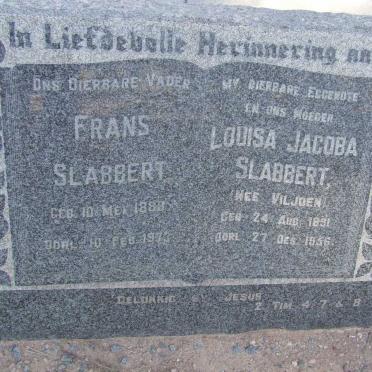 In Liefdevolle Herinnering aan
Ons Dierbare Vader
Frans
Slabbert
Geb. 10 Mei
Oorl. 10 Feb.
My Dierbare Eggenote
en ons Moeder
Louisa Jacoba
Slabbert,
(nee Viljoen)
Geb. 24 Aug. 1891
Oorl. 27 Des. 1956
Gelukkig by Jesus
2 Tim. 4. 7 & 8